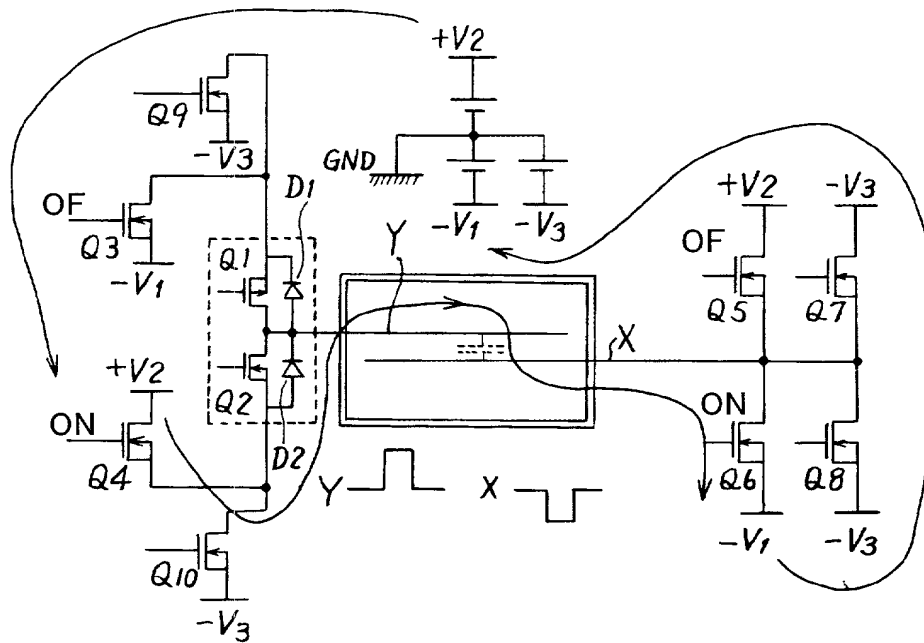 +V2
Q9
-V3
GND
D1
-V1
-V3
+V2
-V3
OF
Q3
-V1
Q1
Y
OF
Q5
Q7
X
Q2
+V2
ON
Q4
D2
ON
Q6
Q8
Y
X
-V1
-V3
Q10
-V3